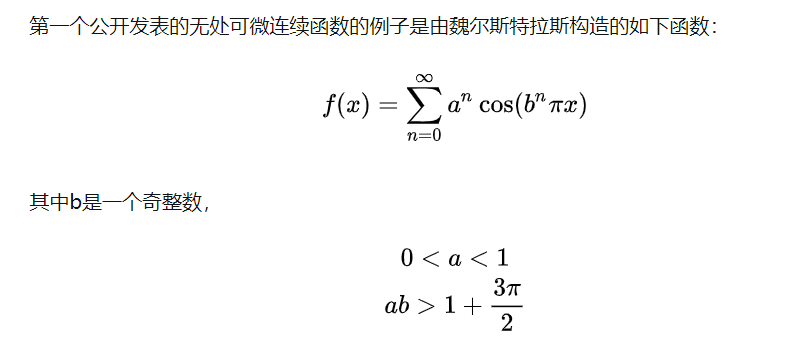 第一个公开发表的无处可微连续函数的例子是由魏尔斯特拉斯构造的如下函数：
f(x) = ∑_{n=0}^{∞} a^n cos(b^n πx)
其中b是一个奇整数，
0 < a < 1
ab > 1 + \frac{3π}{2}